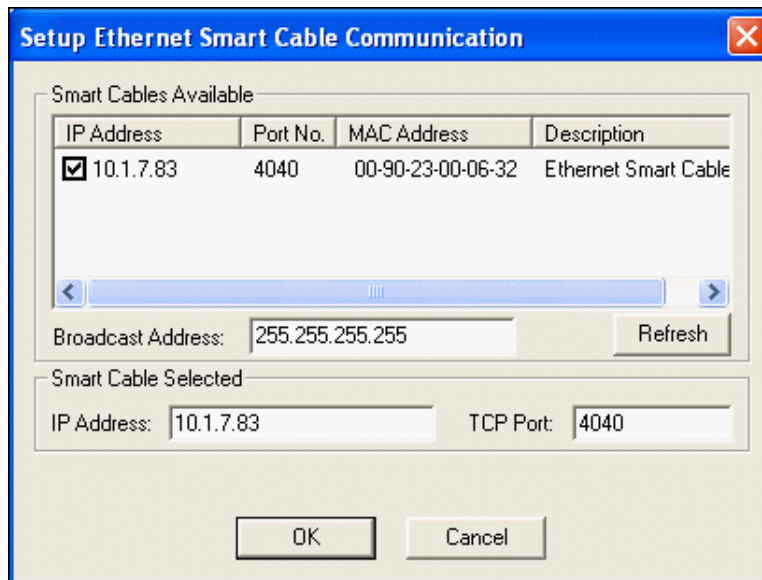 Setup Ethernet Smart Cable Communication
Smart Cables Available
IP Address Port No. MAC Address Description
10.1.7.83 4040 00-90-23-00-06-32 Ethernet Smart Cable
Broadcast Address: 255.255.255.255 Refresh
Smart Cable Selected
IP Address: 10.1.7.83 TCP Port: 4040
OK Cancel